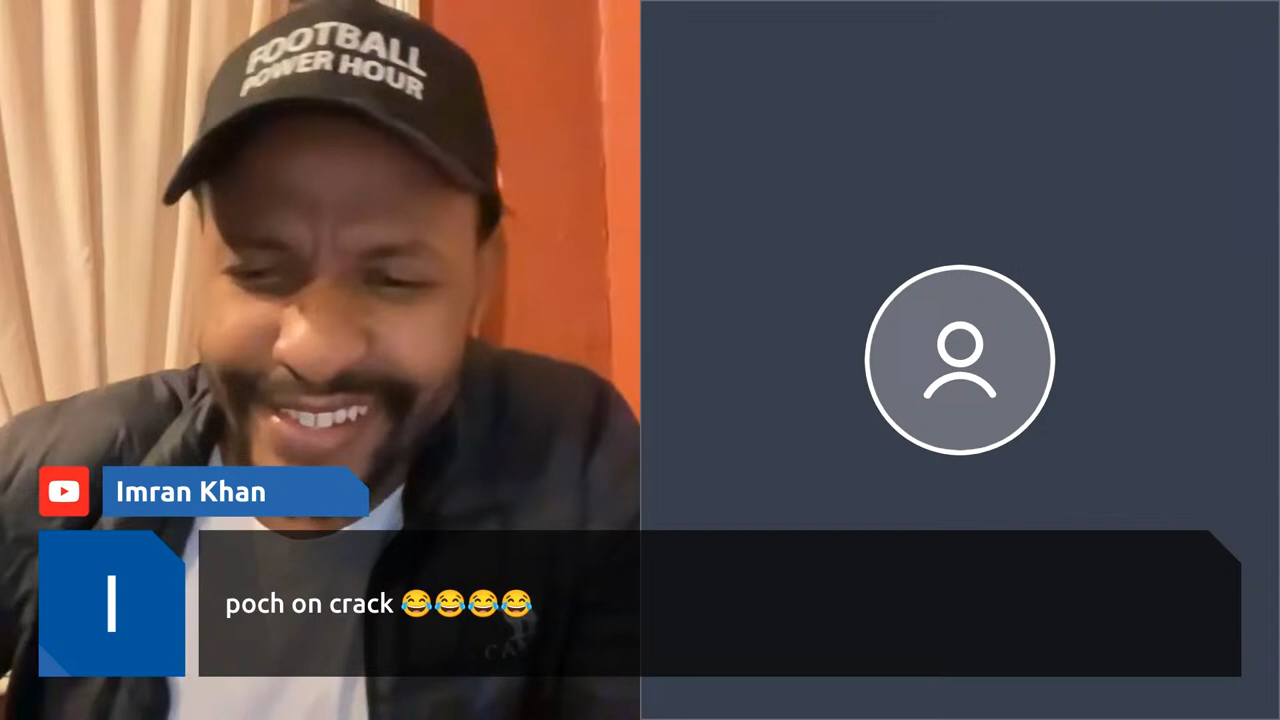 FOOTBALL
POWER HOUR
Imran Khan
I
poch on crack 😂😂😂😂